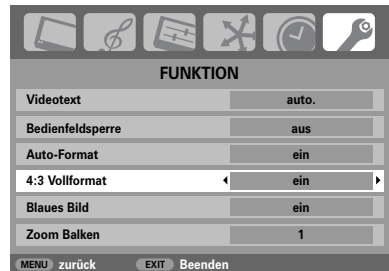 FUNKTION
Videotext auto.
Bedienfeldsperre aus
Auto-Format ein
4:3 Vollformat ein
Blaues Bild ein
Zoom Balken 1
MENU zurück EXIT Beenden